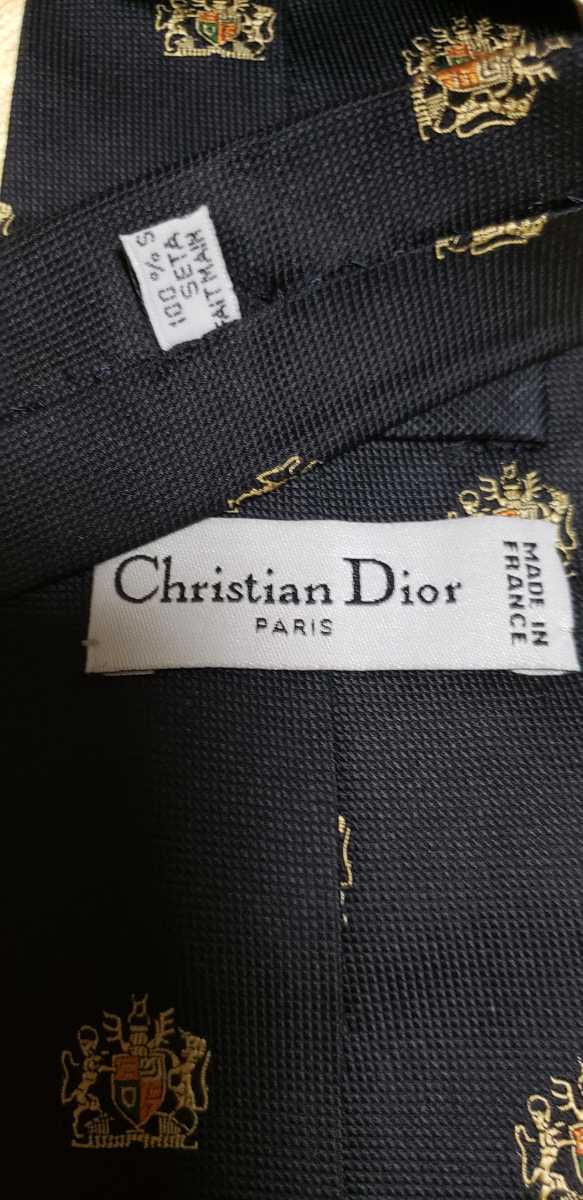 100 % S
SETA
FAIT MAIN
Christian Dior
PARIS
MADE IN
FRANCE